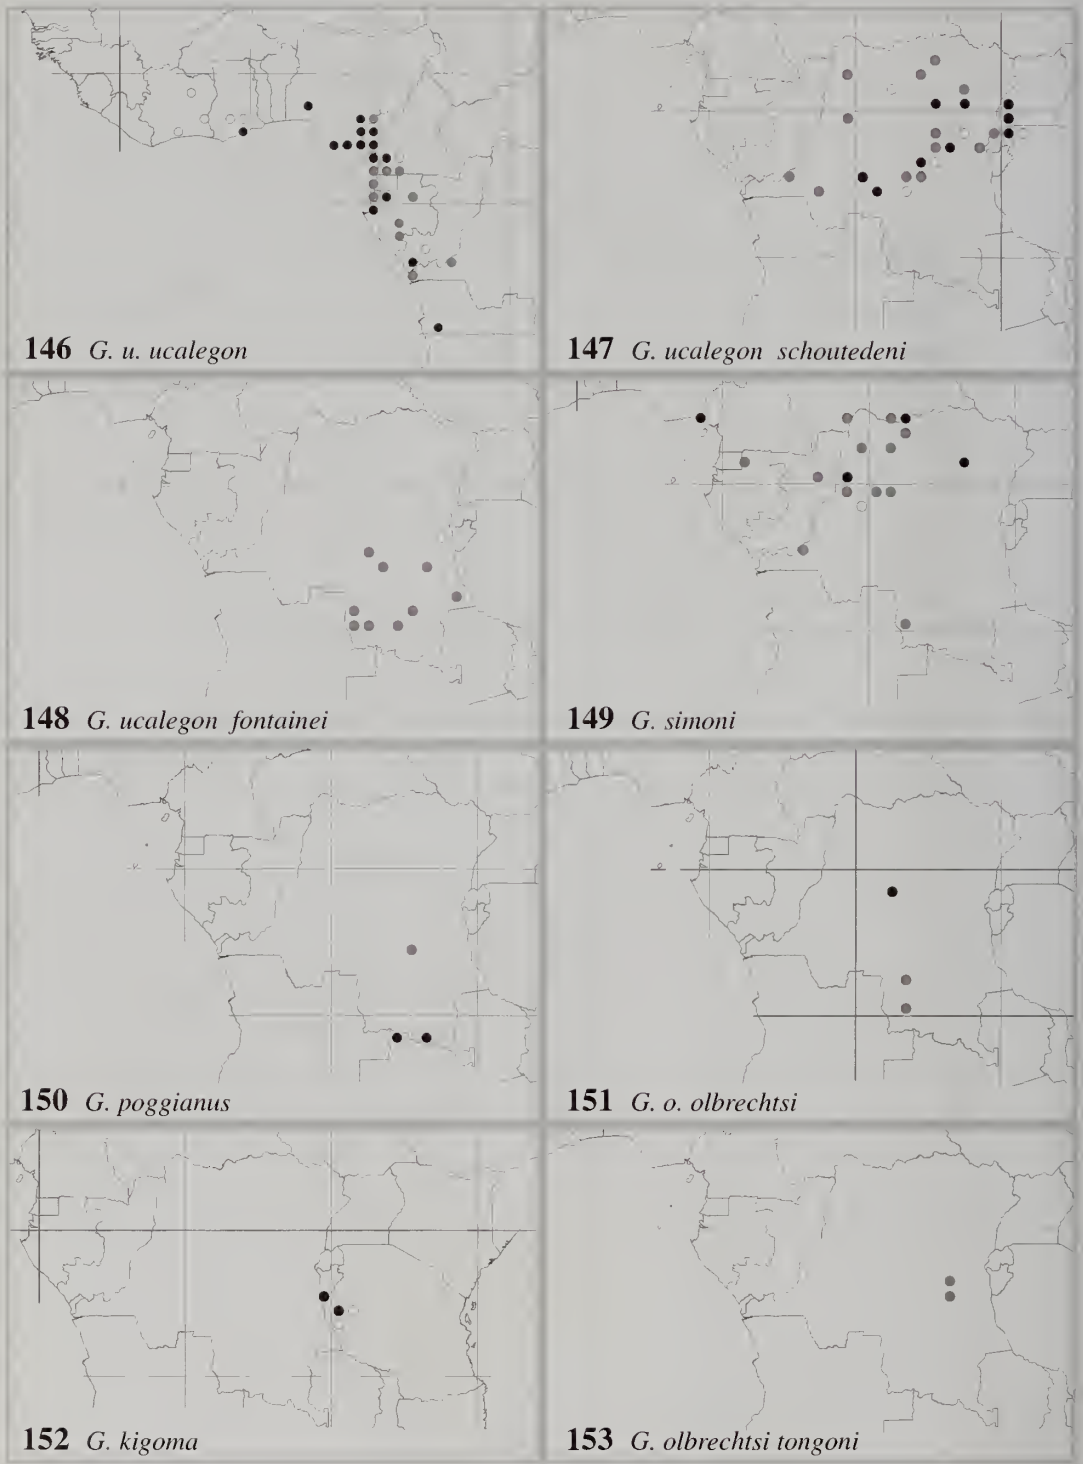 146 G. u. ucalegon
147 G. ucalegon schoutedeni
148 G. ucalegon fontainei
149 G. simoni
150 G. poggianus
151 G. o. olbrechtsi
152 G. kigoma
153 G. olbrechtsi tongoni